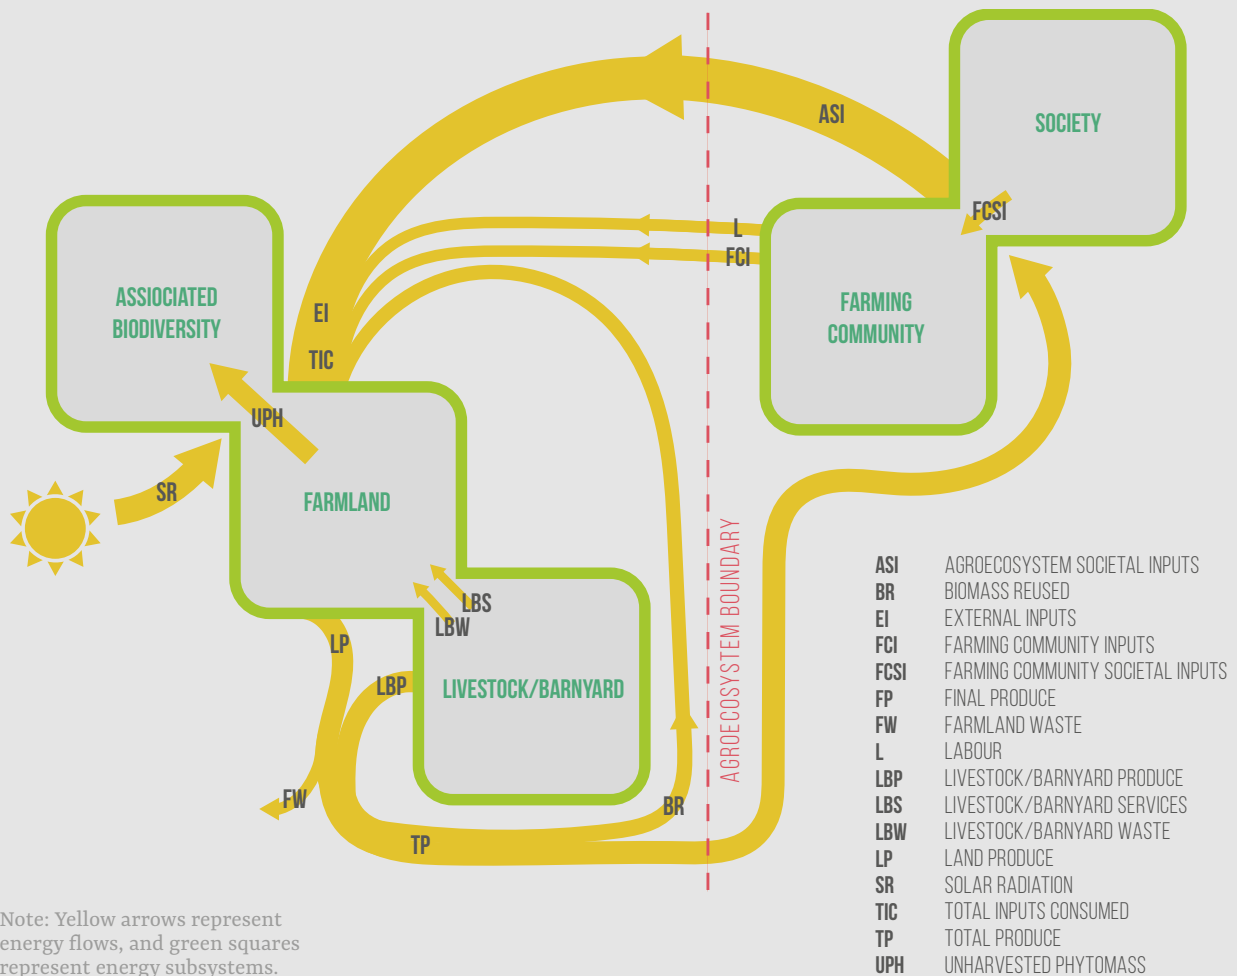 ASI
SOCIETY
FCSI
L
FCI
ASSIOCIATED
BIODIVERSITY
EI
TIC
FARMING
COMMUNITY
UPH
SR
FARMLAND
LBS
LBW
LP
LBP
LIVESTOCK/BARNYARD
FW
BR
TP
AGROECOSYSTEM BOUNDARY
ASI AGROECOSYSTEM SOCIETAL INPUTS
BR BIOMASS REUSED
EI EXTERNAL INPUTS
FCI FARMING COMMUNITY INPUTS
FCSI FARMING COMMUNITY SOCIETAL INPUTS
FP FINAL PRODUCE
FW FARMLAND WASTE
L LABOUR
LBP LIVESTOCK/BARNYARD PRODUCE
LBS LIVESTOCK/BARNYARD SERVICES
LBW LIVESTOCK/BARNYARD WASTE
LP LAND PRODUCE
SR SOLAR RADIATION
TIC TOTAL INPUTS CONSUMED
TP TOTAL PRODUCE
UPH UNHARVESTED PHYTOMASS
Note: Yellow arrows represent
energy flows, and green squares
represent energy subsystems.